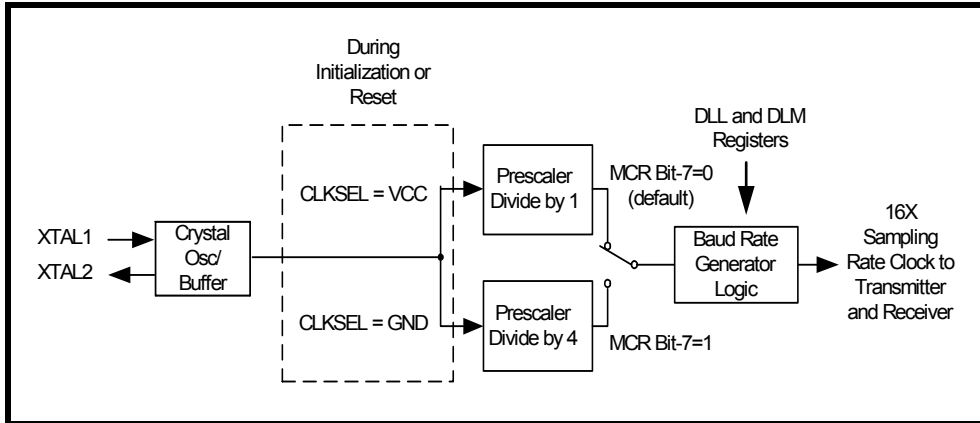 During
Initialization or
Reset
DLL and DLM
Registers
CLKSEL = VCC
Prescaler
Divide by 1
MCR Bit-7=0
(default)
XTAL1
XTAL2
Crystal
Osc/
Buffer
Baud Rate
Generator
Logic
16X
Sampling
Rate Clock to
Transmitter
and Receiver
CLKSEL = GND
Prescaler
Divide by 4
MCR Bit-7=1